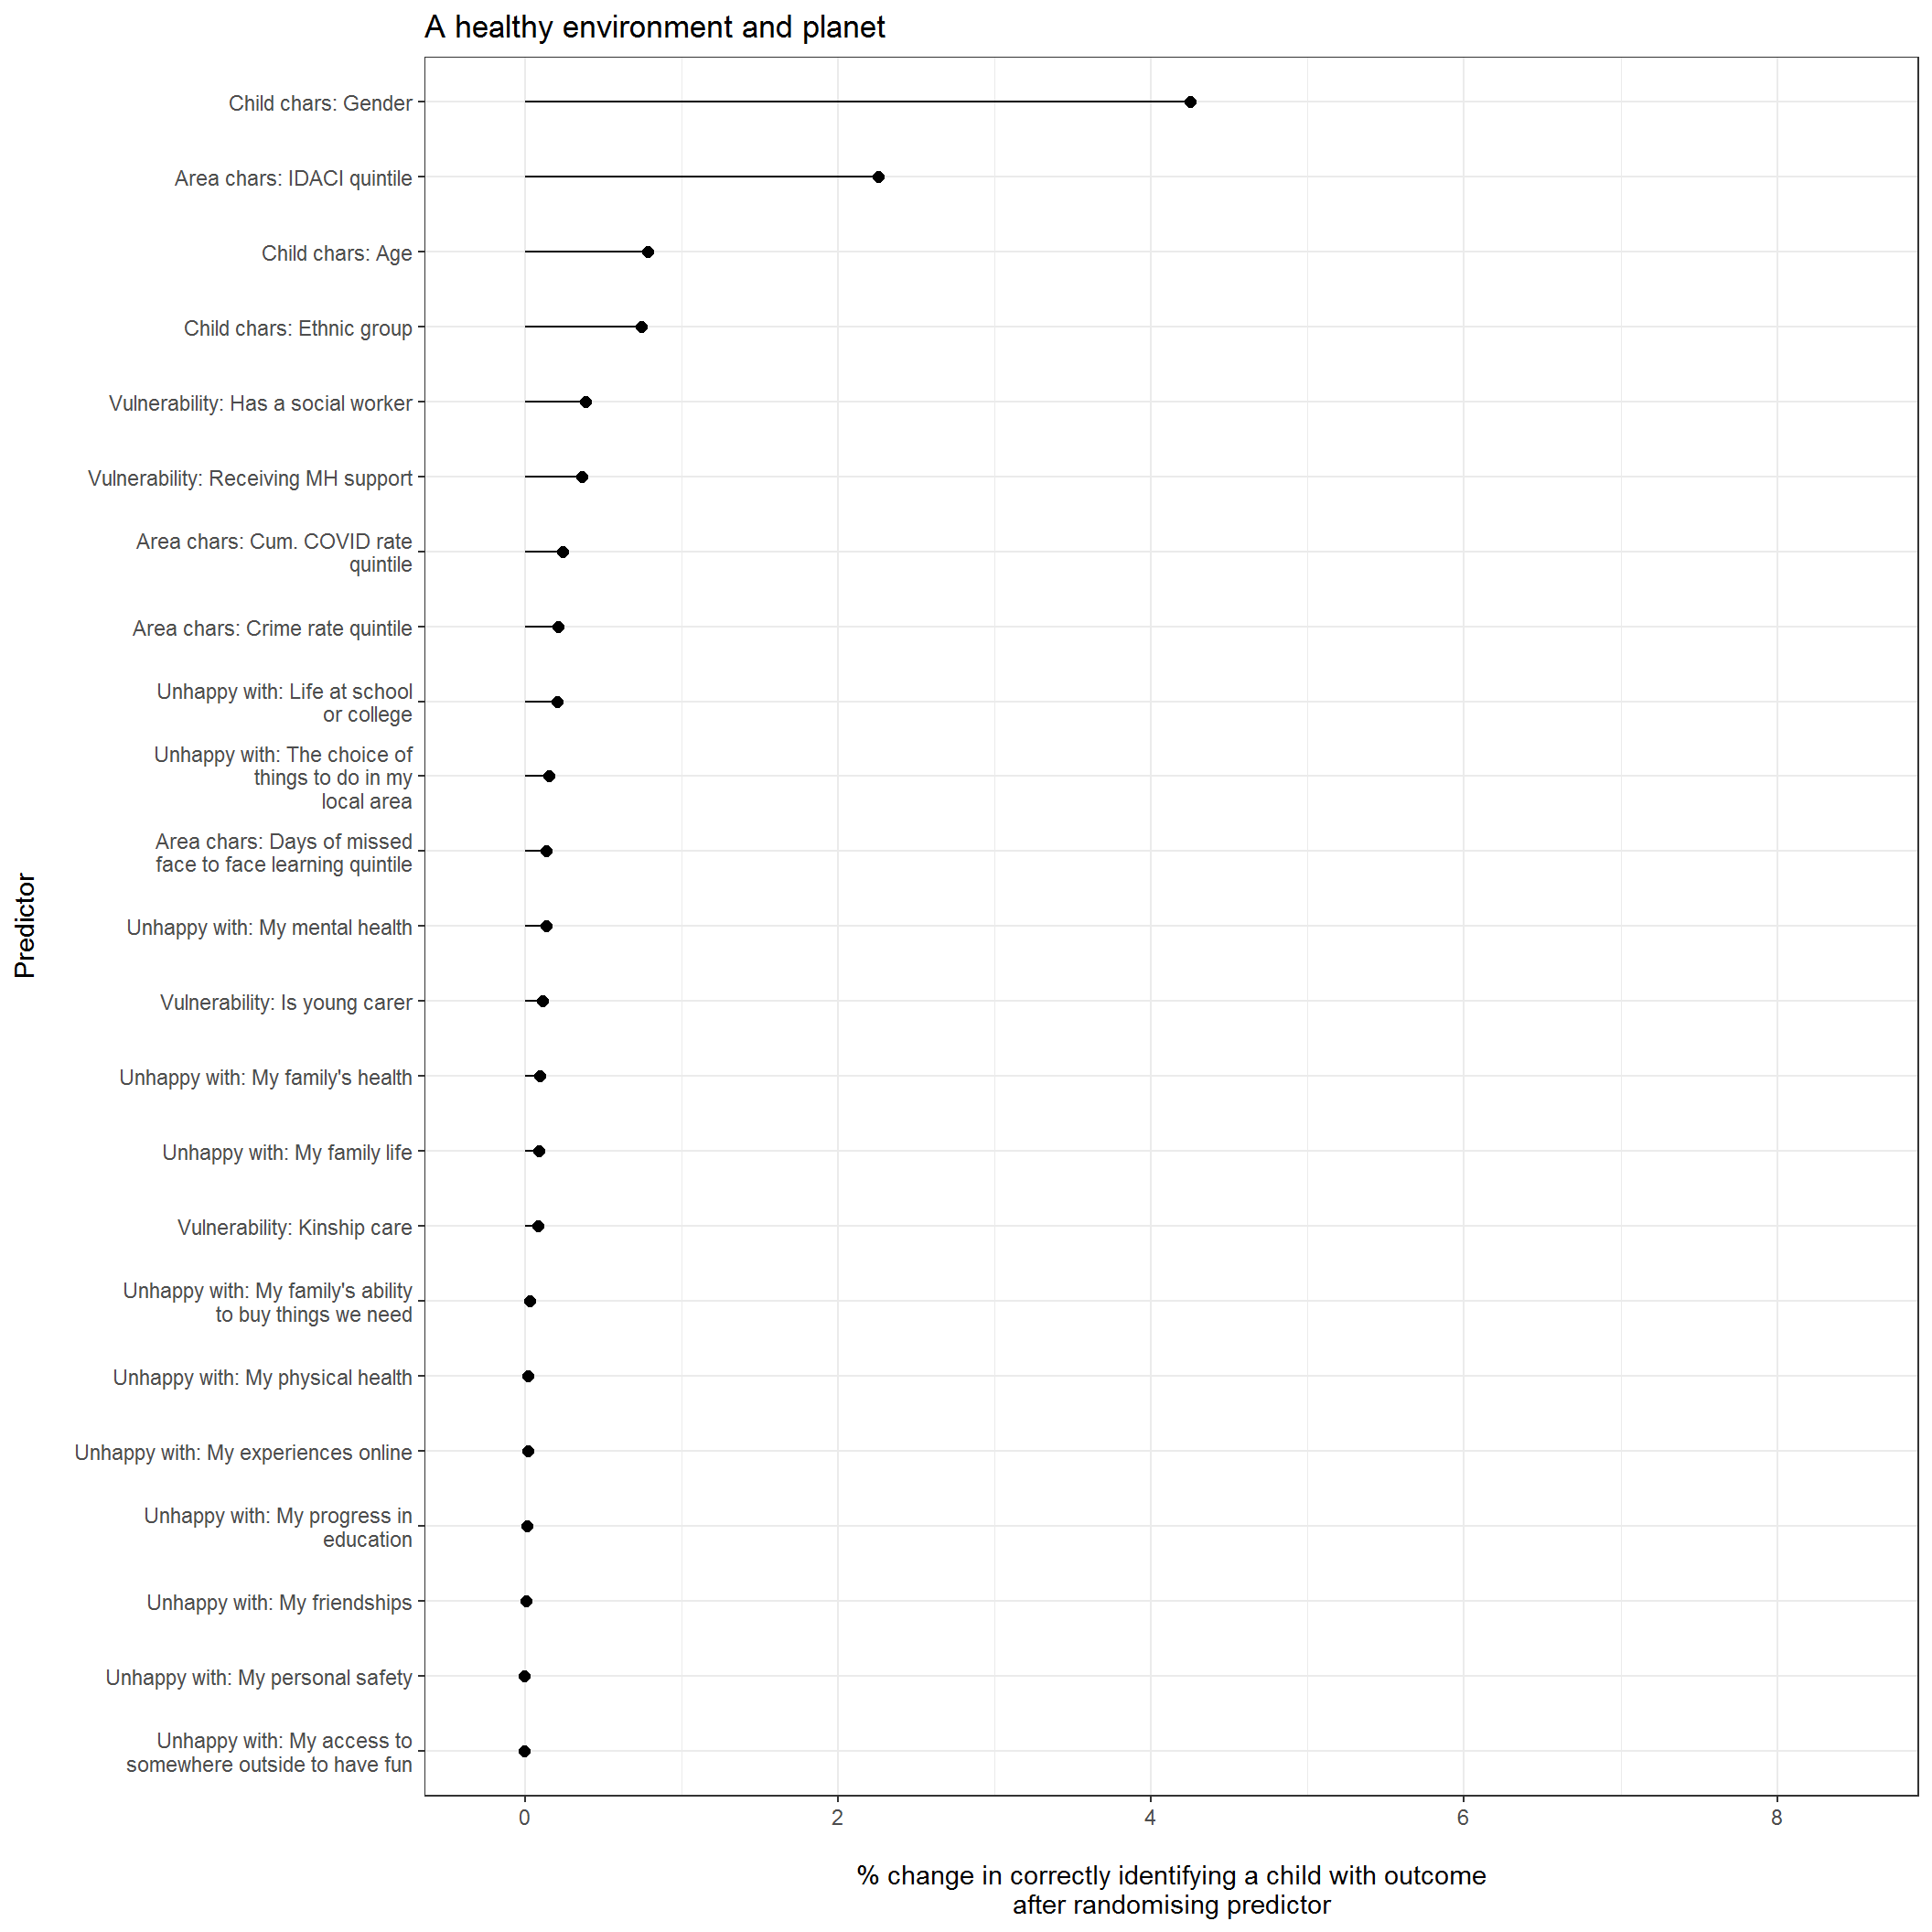 A healthy environment and planet
Child chars: Gender
Area chars: IDACI quintile
Child chars: Age
Child chars: Ethnic group
Vulnerability: Has a social worker
Vulnerability: Receiving MH support
Area chars: Cum. COVID rate
quintile
Area chars: Crime rate quintile
Unhappy with: Life at school
or college
Unhappy with: The choice of
things to do in my
local area
Area chars: Days of missed
face to face learning quintile
Unhappy with: My mental health
Vulnerability: Is young carer
Unhappy with: My family's health
Unhappy with: My family life
Vulnerability: Kinship care
Unhappy with: My family's ability
to buy things we need
Unhappy with: My physical health
Unhappy with: My experiences online
Unhappy with: My progress in
education
Unhappy with: My friendships
Unhappy with: My personal safety
Unhappy with: My access to
somewhere outside to have fun
Predictor
0 2 4 6 8
% change in correctly identifying a child with outcome
after randomising predictor